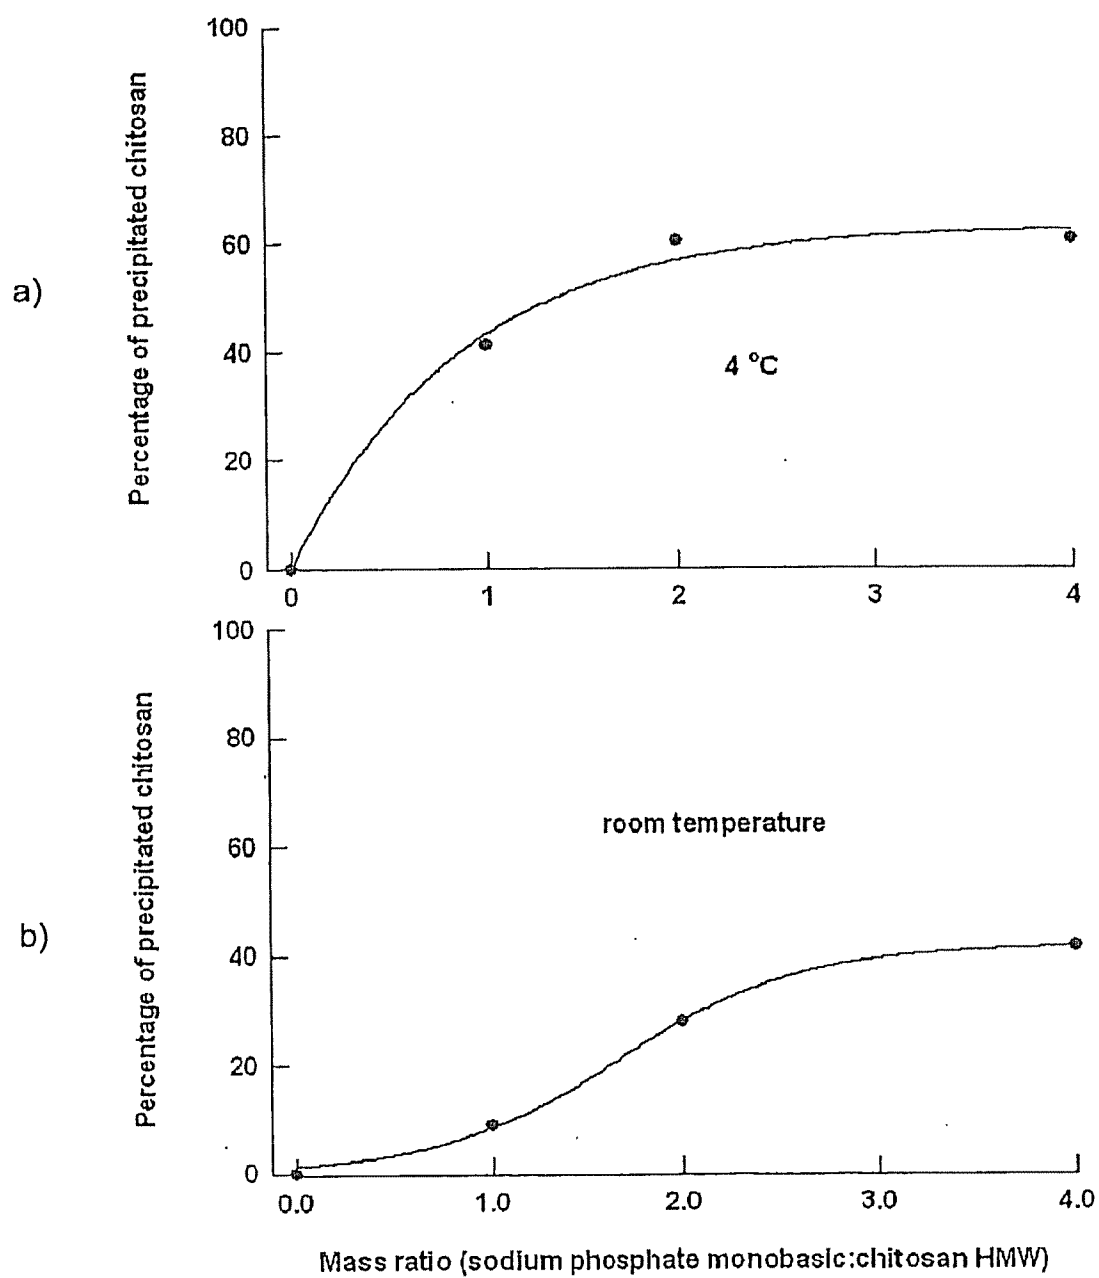 a)
Percentage of precipitated chitosan
100
80
60
40
20
0
4 °C
0 1 2 3 4
b)
Percentage of precipitated chitosan
100
80
60
40
20
0
room temperature
0.0 1.0 2.0 3.0 4.0
Mass ratio (sodium phosphate monobasic:chitosan HMW)